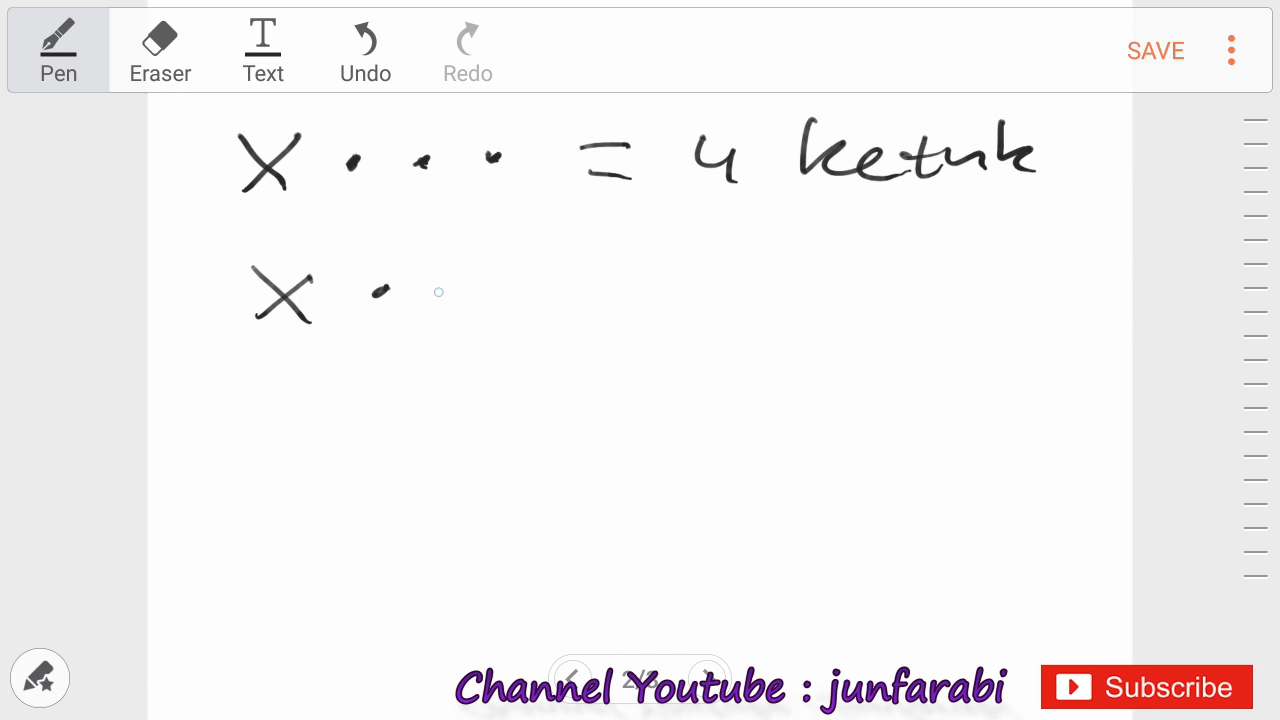 Pen Eraser Text Undo Redo SAVE
X . . . = 4 ketuk
X .
Channel Youtube : junfarabi Subscribe